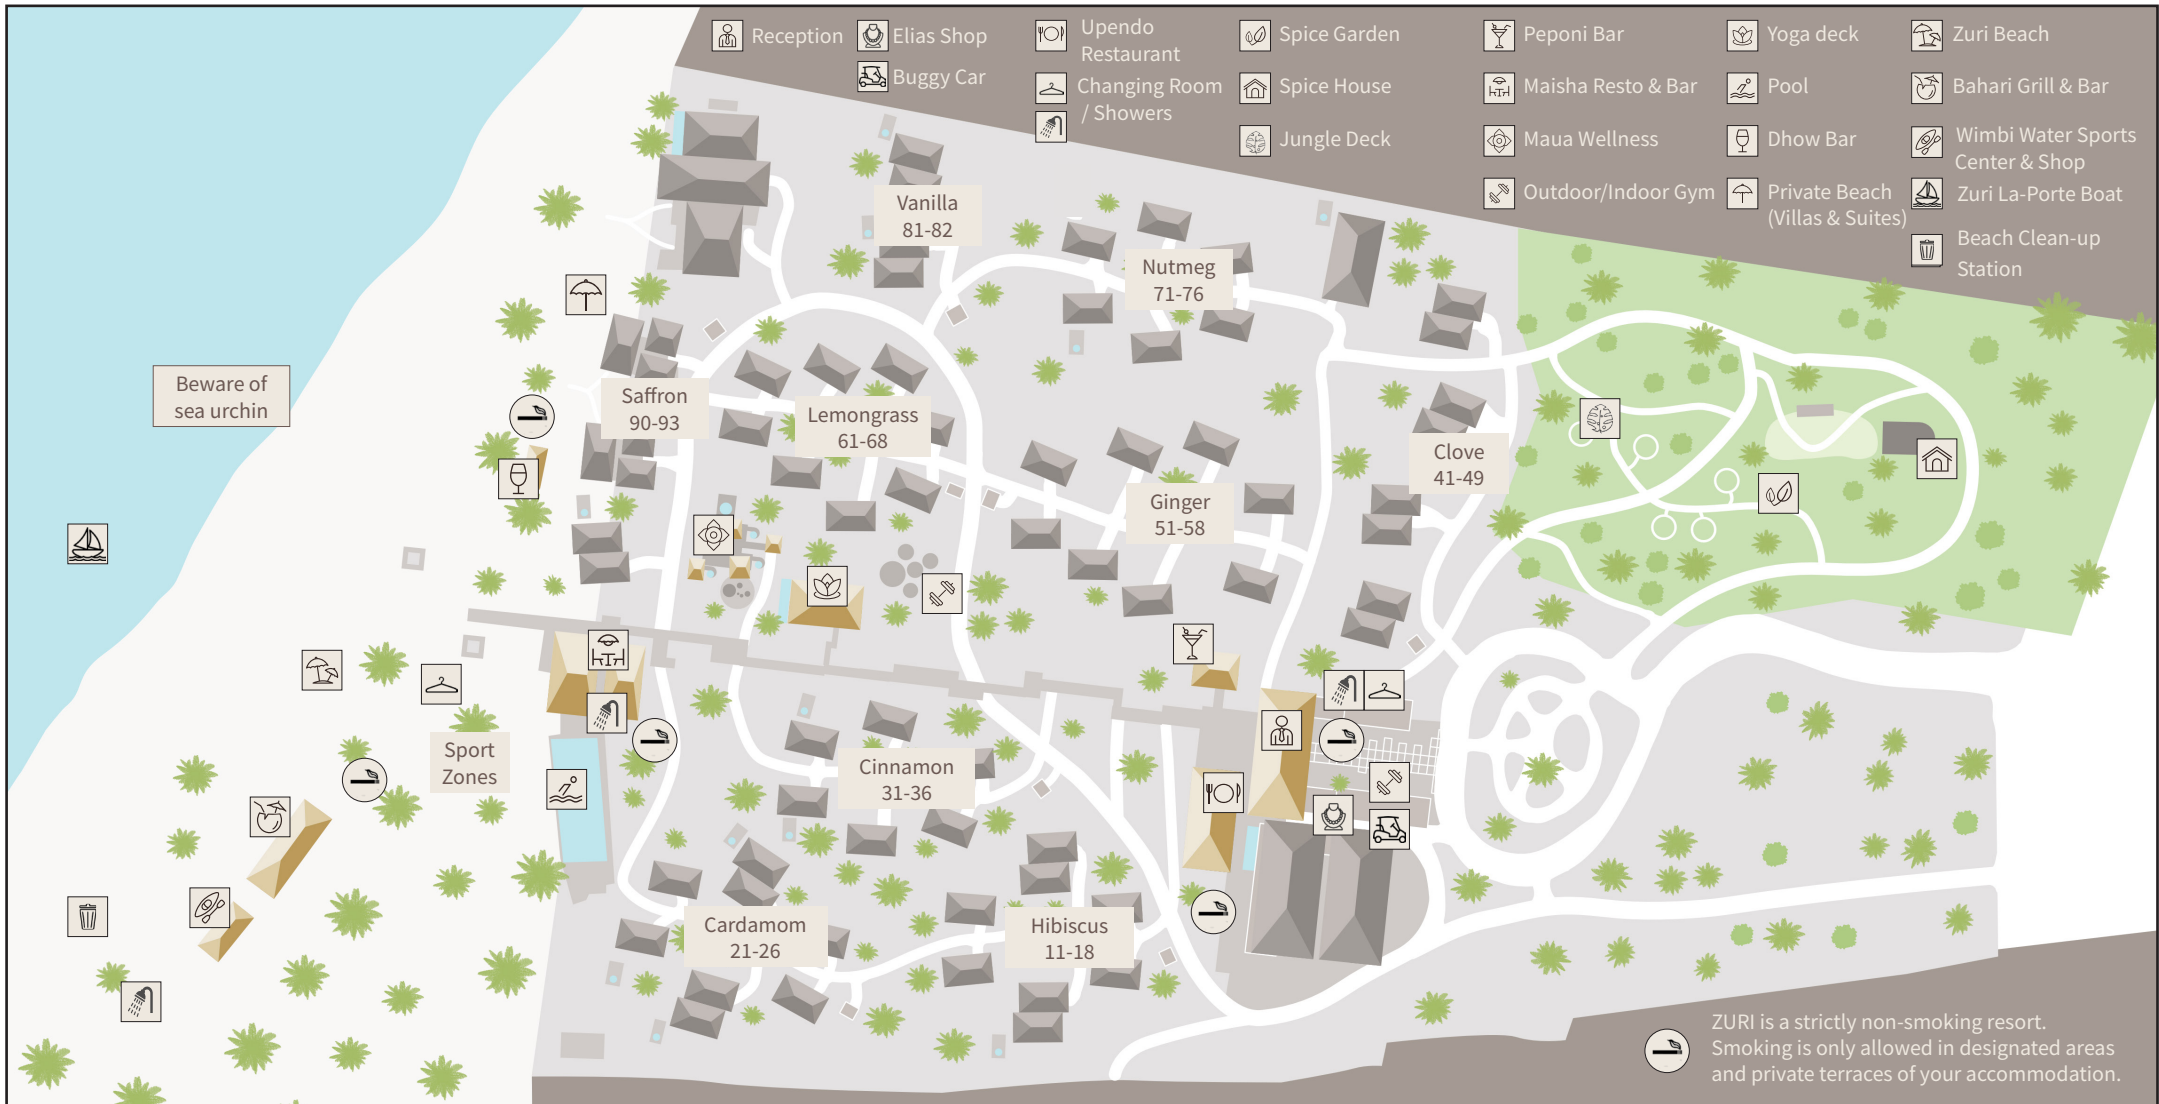 Reception
Elias Shop
Buggy Car
Upendo
Restaurant
Changing Room
/ Showers
Spice Garden
Spice House
Jungle Deck
Peponi Bar
Maisha Resto & Bar
Maua Wellness
Outdoor/Indoor Gym
Yoga deck
Pool
Dhow Bar
Private Beach
(Villas & Suites)
Zuri Beach
Bahari Grill & Bar
Wimbi Water Sports
Center & Shop
Zuri La-Porte Boat
Beach Clean-up
Station
Vanilla
81-82
Nutmeg
71-76
Beware of
sea urchin
Saffron
90-93
Lemongrass
61-68
Clove
41-49
Ginger
51-58
Sport
Zones
Cinnamon
31-36
Cardamom
21-26
Hibiscus
11-18
ZURI is a strictly non-smoking resort.
Smoking is only allowed in designated areas
and private terraces of your accommodation.